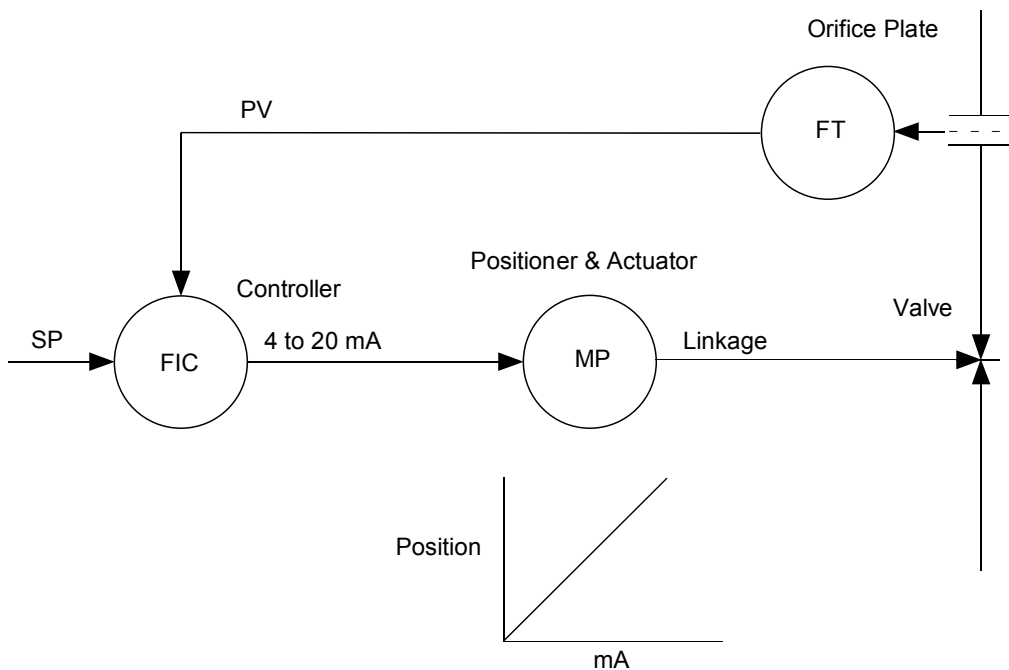 Orifice Plate
PV
FT
Positioner & Actuator
Controller
Valve
SP
4 to 20 mA
Linkage
FIC
MP
Position
mA